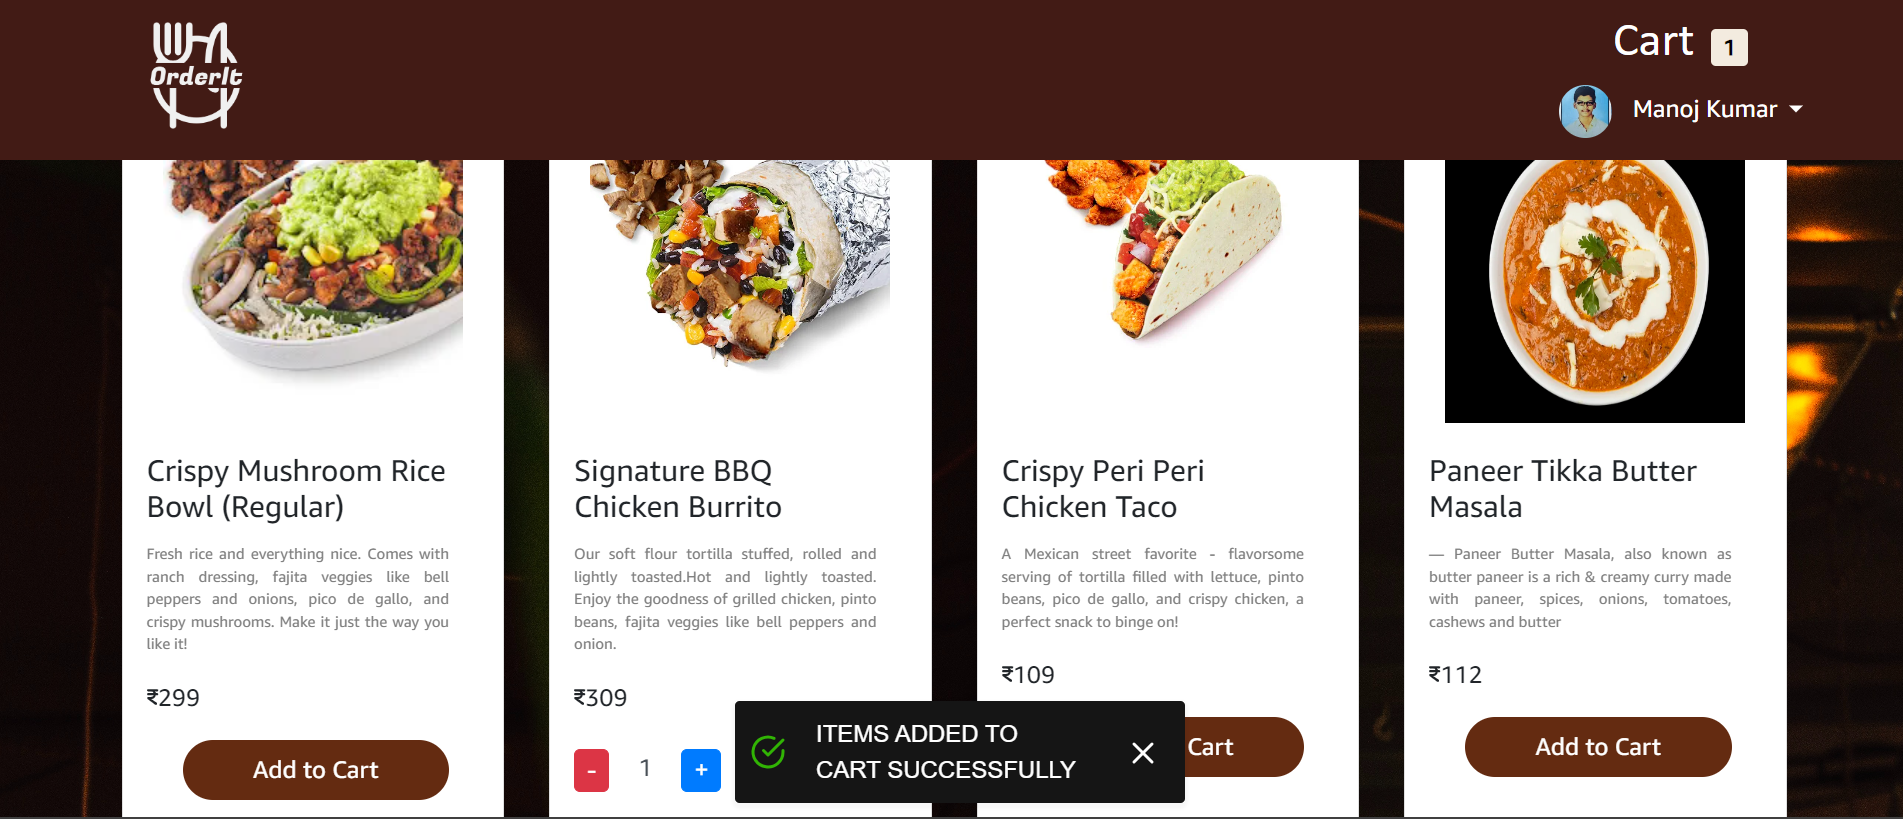 OrderIt
Cart 1
Manoj Kumar
Crispy Mushroom Rice
Bowl (Regular)
Fresh rice and everything nice. Comes with
ranch dressing, fajita veggies like bell
peppers and onions, pico de gallo, and
crispy mushrooms. Make it just the way you
like it!
₹299
Add to Cart
Signature BBQ
Chicken Burrito
Our soft flour tortilla stuffed, rolled and
lightly toasted.Hot and lightly toasted.
Enjoy the goodness of grilled chicken, pinto
beans, fajita veggies like bell peppers and
onion.
₹309
- 1 +
Crispy Peri Peri
Chicken Taco
A Mexican street favorite - flavorsome
serving of tortilla filled with lettuce, pinto
beans, pico de gallo, and crispy chicken, a
perfect snack to binge on!
₹109
Cart
Paneer Tikka Butter
Masala
— Paneer Butter Masala, also known as
butter paneer is a rich & creamy curry made
with paneer, spices, onions, tomatoes,
cashews and butter
₹112
Add to Cart
ITEMS ADDED TO
CART SUCCESSFULLY